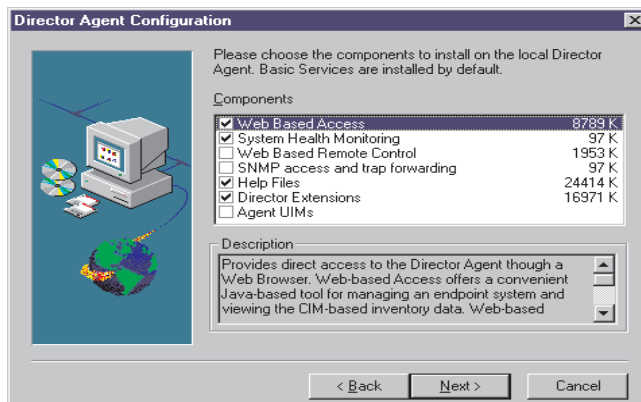 Director Agent Configuration
Please choose the components to install on the local Director
Agent. Basic Services are installed by default.
Components
Web Based Access 8789 K
System Health Monitoring 97 K
Web Based Remote Control 1953 K
SNMP access and trap forwarding 97 K
Help Files 24414 K
Director Extensions 16971 K
Agent UIMs
Description
Provides direct access to the Director Agent though a
Web Browser. Web-based Access offers a convenient
Java-based tool for managing an endpoint system and
viewing the CIM-based inventory data. Web-based
< Back Next > Cancel